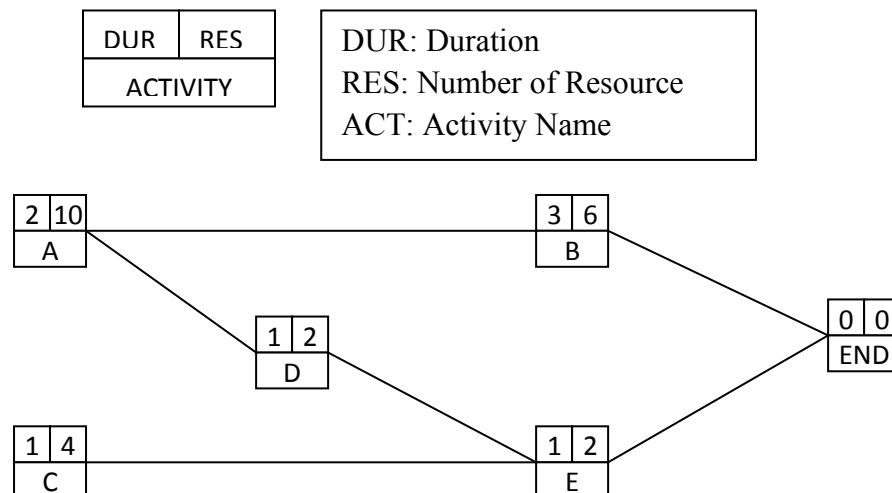 DUR RES
ACTIVITY
DUR: Duration
RES: Number of Resource
ACT: Activity Name
2 10
A
3 6
B
1 2
D
0 0
END
1 4
C
1 2
E